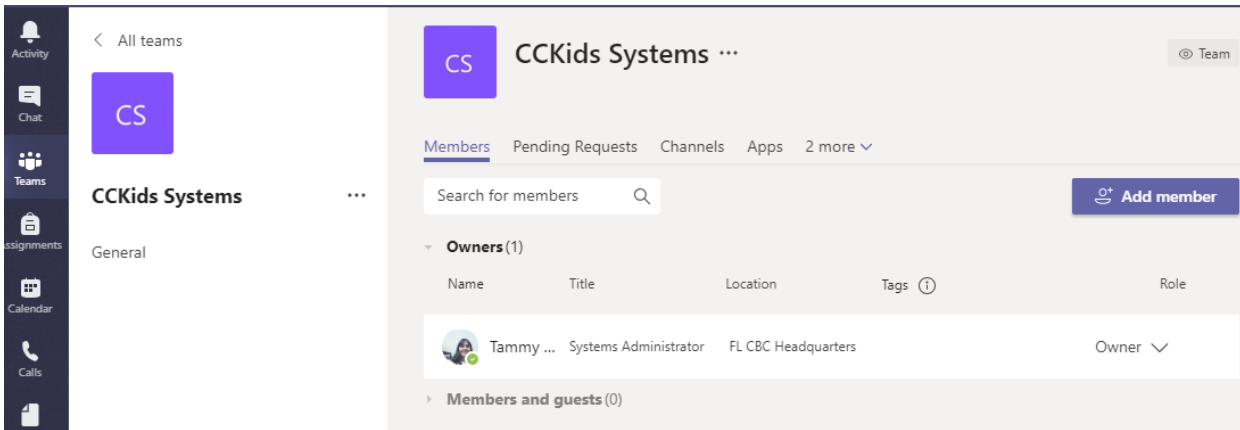 Activity
Chat
Teams
ssignments
Calendar
Calls
All teams
CS
CCKids Systems ...
General
CS
CCKids Systems ...
Team
Members Pending Requests Channels Apps 2 more
Search for members
Add member
Owners (1)
Name Title Location Tags Role
Tammy ... Systems Administrator FL CBC Headquarters Owner
Members and guests (0)